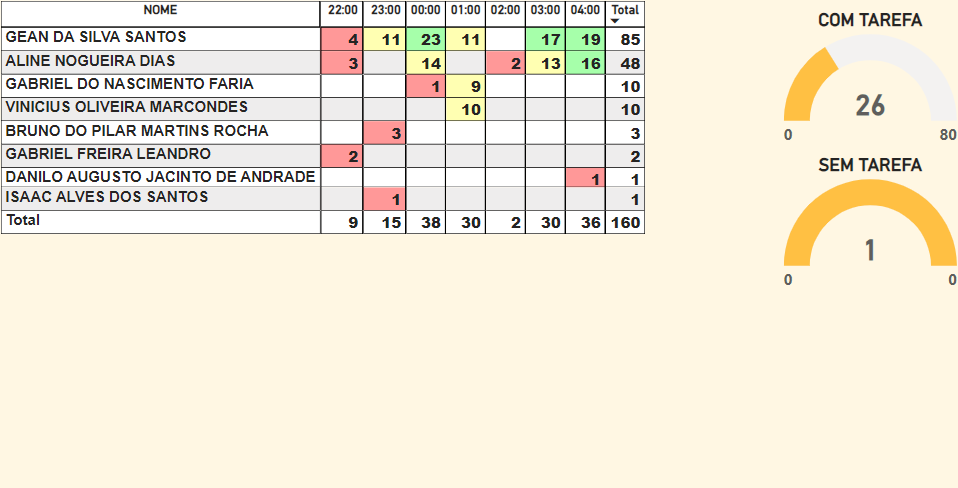 NOME 22:00 23:00 00:00 01:00 02:00 03:00 04:00 Total
GEAN DA SILVA SANTOS 4 11 23 11 17 19 85
ALINE NOGUEIRA DIAS 3 14 2 13 16 48
GABRIEL DO NASCIMENTO FARIA 1 9 10
VINICIUS OLIVEIRA MARCONDES 10 10
BRUNO DO PILAR MARTINS ROCHA 3 3
GABRIEL FREIRA LEANDRO 2 2
DANILO AUGUSTO JACINTO DE ANDRADE 1 1
ISAAC ALVES DOS SANTOS 1 1
Total 9 15 38 30 2 30 36 160
COM TAREFA
26
0 80
SEM TAREFA
1
0 0